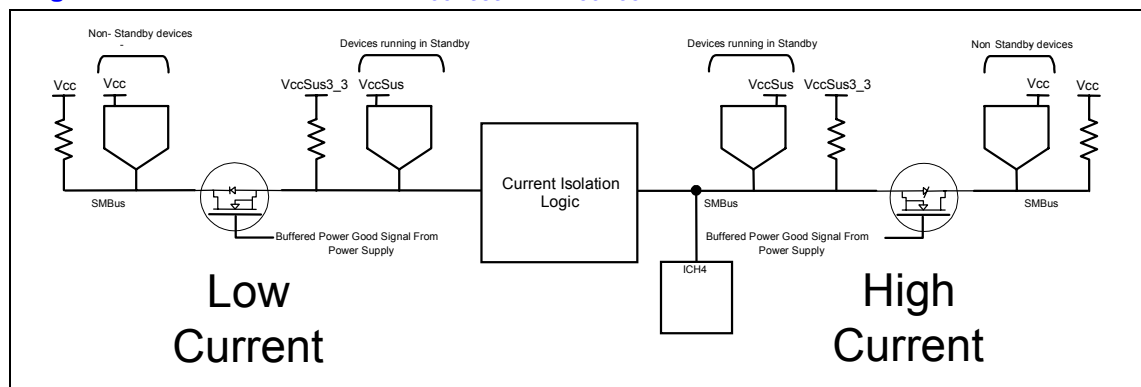 Non- Standby devices
-
Devices running in Standby
Devices running in Standby
Non Standby devices
Vcc
Vcc
VccSus3_3
VccSus
VccSus
VccSus3_3
Vcc
Vcc
Current Isolation
Logic
SMBus
SMBus
SMBus
Buffered Power Good Signal From
Power Supply
Buffered Power Good Signal From
Power Supply
ICH4
Low
Current
High
Current